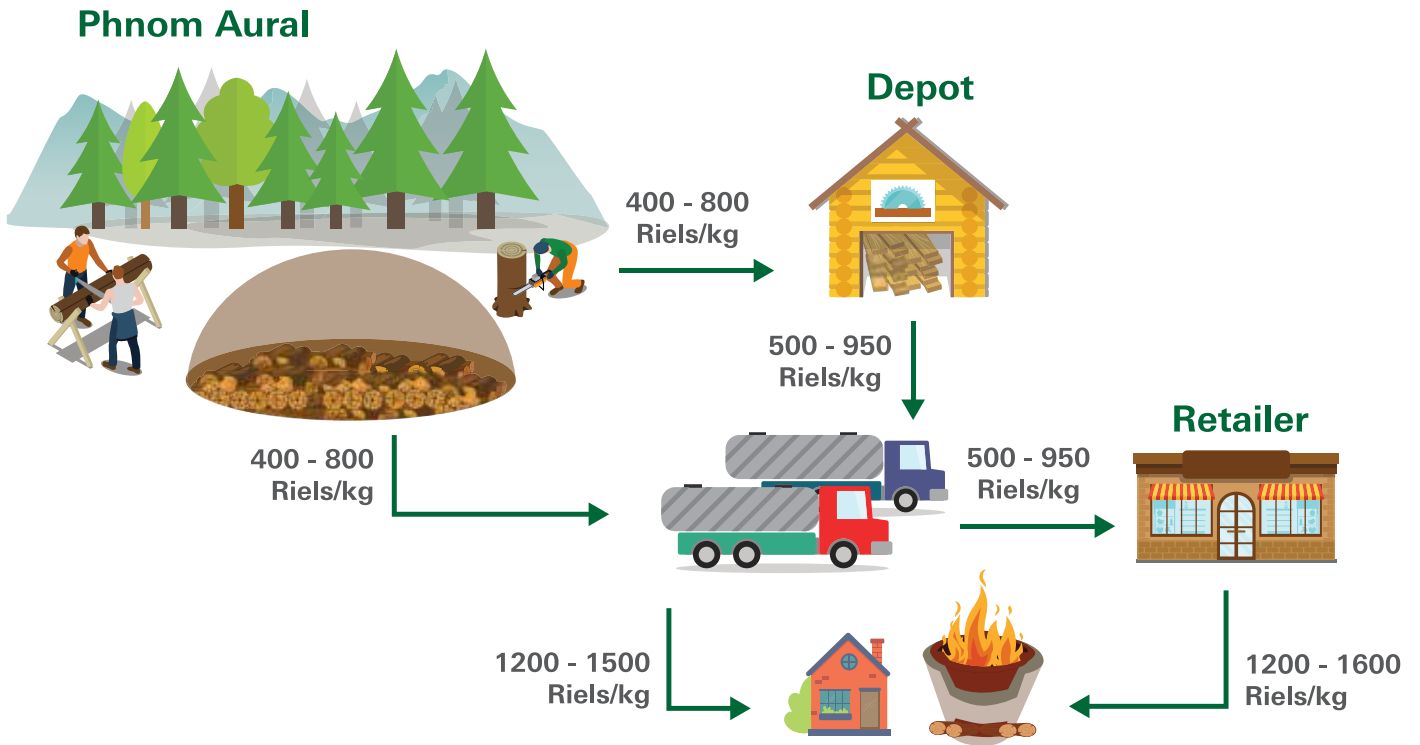 Phnom Aural
Depot
400 - 800
Riels/kg
500 - 950
Riels/kg
Retailer
400 - 800
Riels/kg
500 - 950
Riels/kg
1200 - 1500
Riels/kg
1200 - 1600
Riels/kg